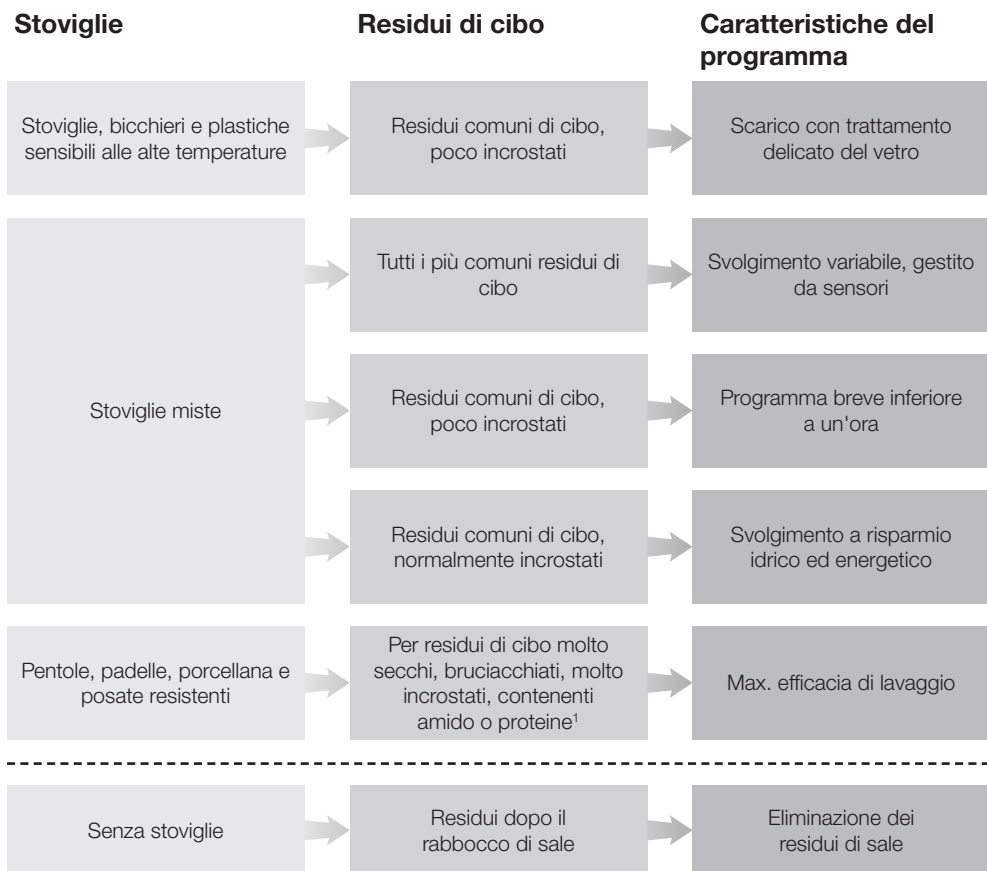 Stoviglie
Residui di cibo
Caratteristiche del
programma
Stoviglie, bicchieri e plastiche
sensibili alle alte temperature
Residui comuni di cibo,
poco incrostati
Scarico con trattamento
delicato del vetro
Stoviglie miste
Tutti i più comuni residui di
cibo
Svolgimento variabile, gestito
da sensori
Residui comuni di cibo,
poco incrostati
Programma breve inferiore
a un'ora
Residui comuni di cibo,
normalmente incrostati
Svolgimento a risparmio
idrico ed energetico
Pentole, padelle, porcellana e
posate resistenti
Per residui di cibo molto
secchi, bruciacchiati, molto
incrostati, contenenti
amido o proteine¹
Max. efficacia di lavaggio
Senza stoviglie
Residui dopo il
rabbocco di sale
Eliminazione dei
residui di sale